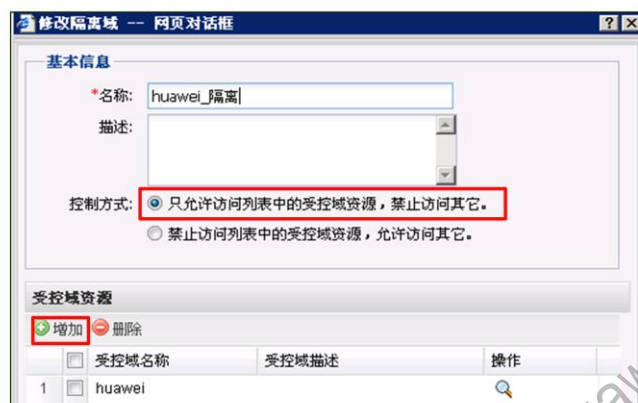 修改隔离域 -- 网页对话框
基本信息
*名称: huawei_隔离
描述:
控制方式: 只允许访问列表中的受控域资源，禁止访问其它。
禁止访问列表中的受控域资源，允许访问其它。
受控域资源
增加 删除
受控域名称 受控域描述 操作
1 huawei